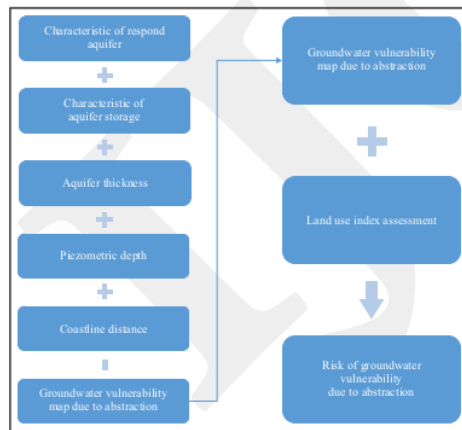 Characteristic of respond
aquifer
Characteristic of
aquifer storage
Aquifer thickness
Piezometric depth
Coastline distance
Groundwater vulnerability
map due to abstraction
Groundwater vulnerability
map due to abstraction
Land use index assessment
Risk of groundwater
vulnerability
due to abstraction